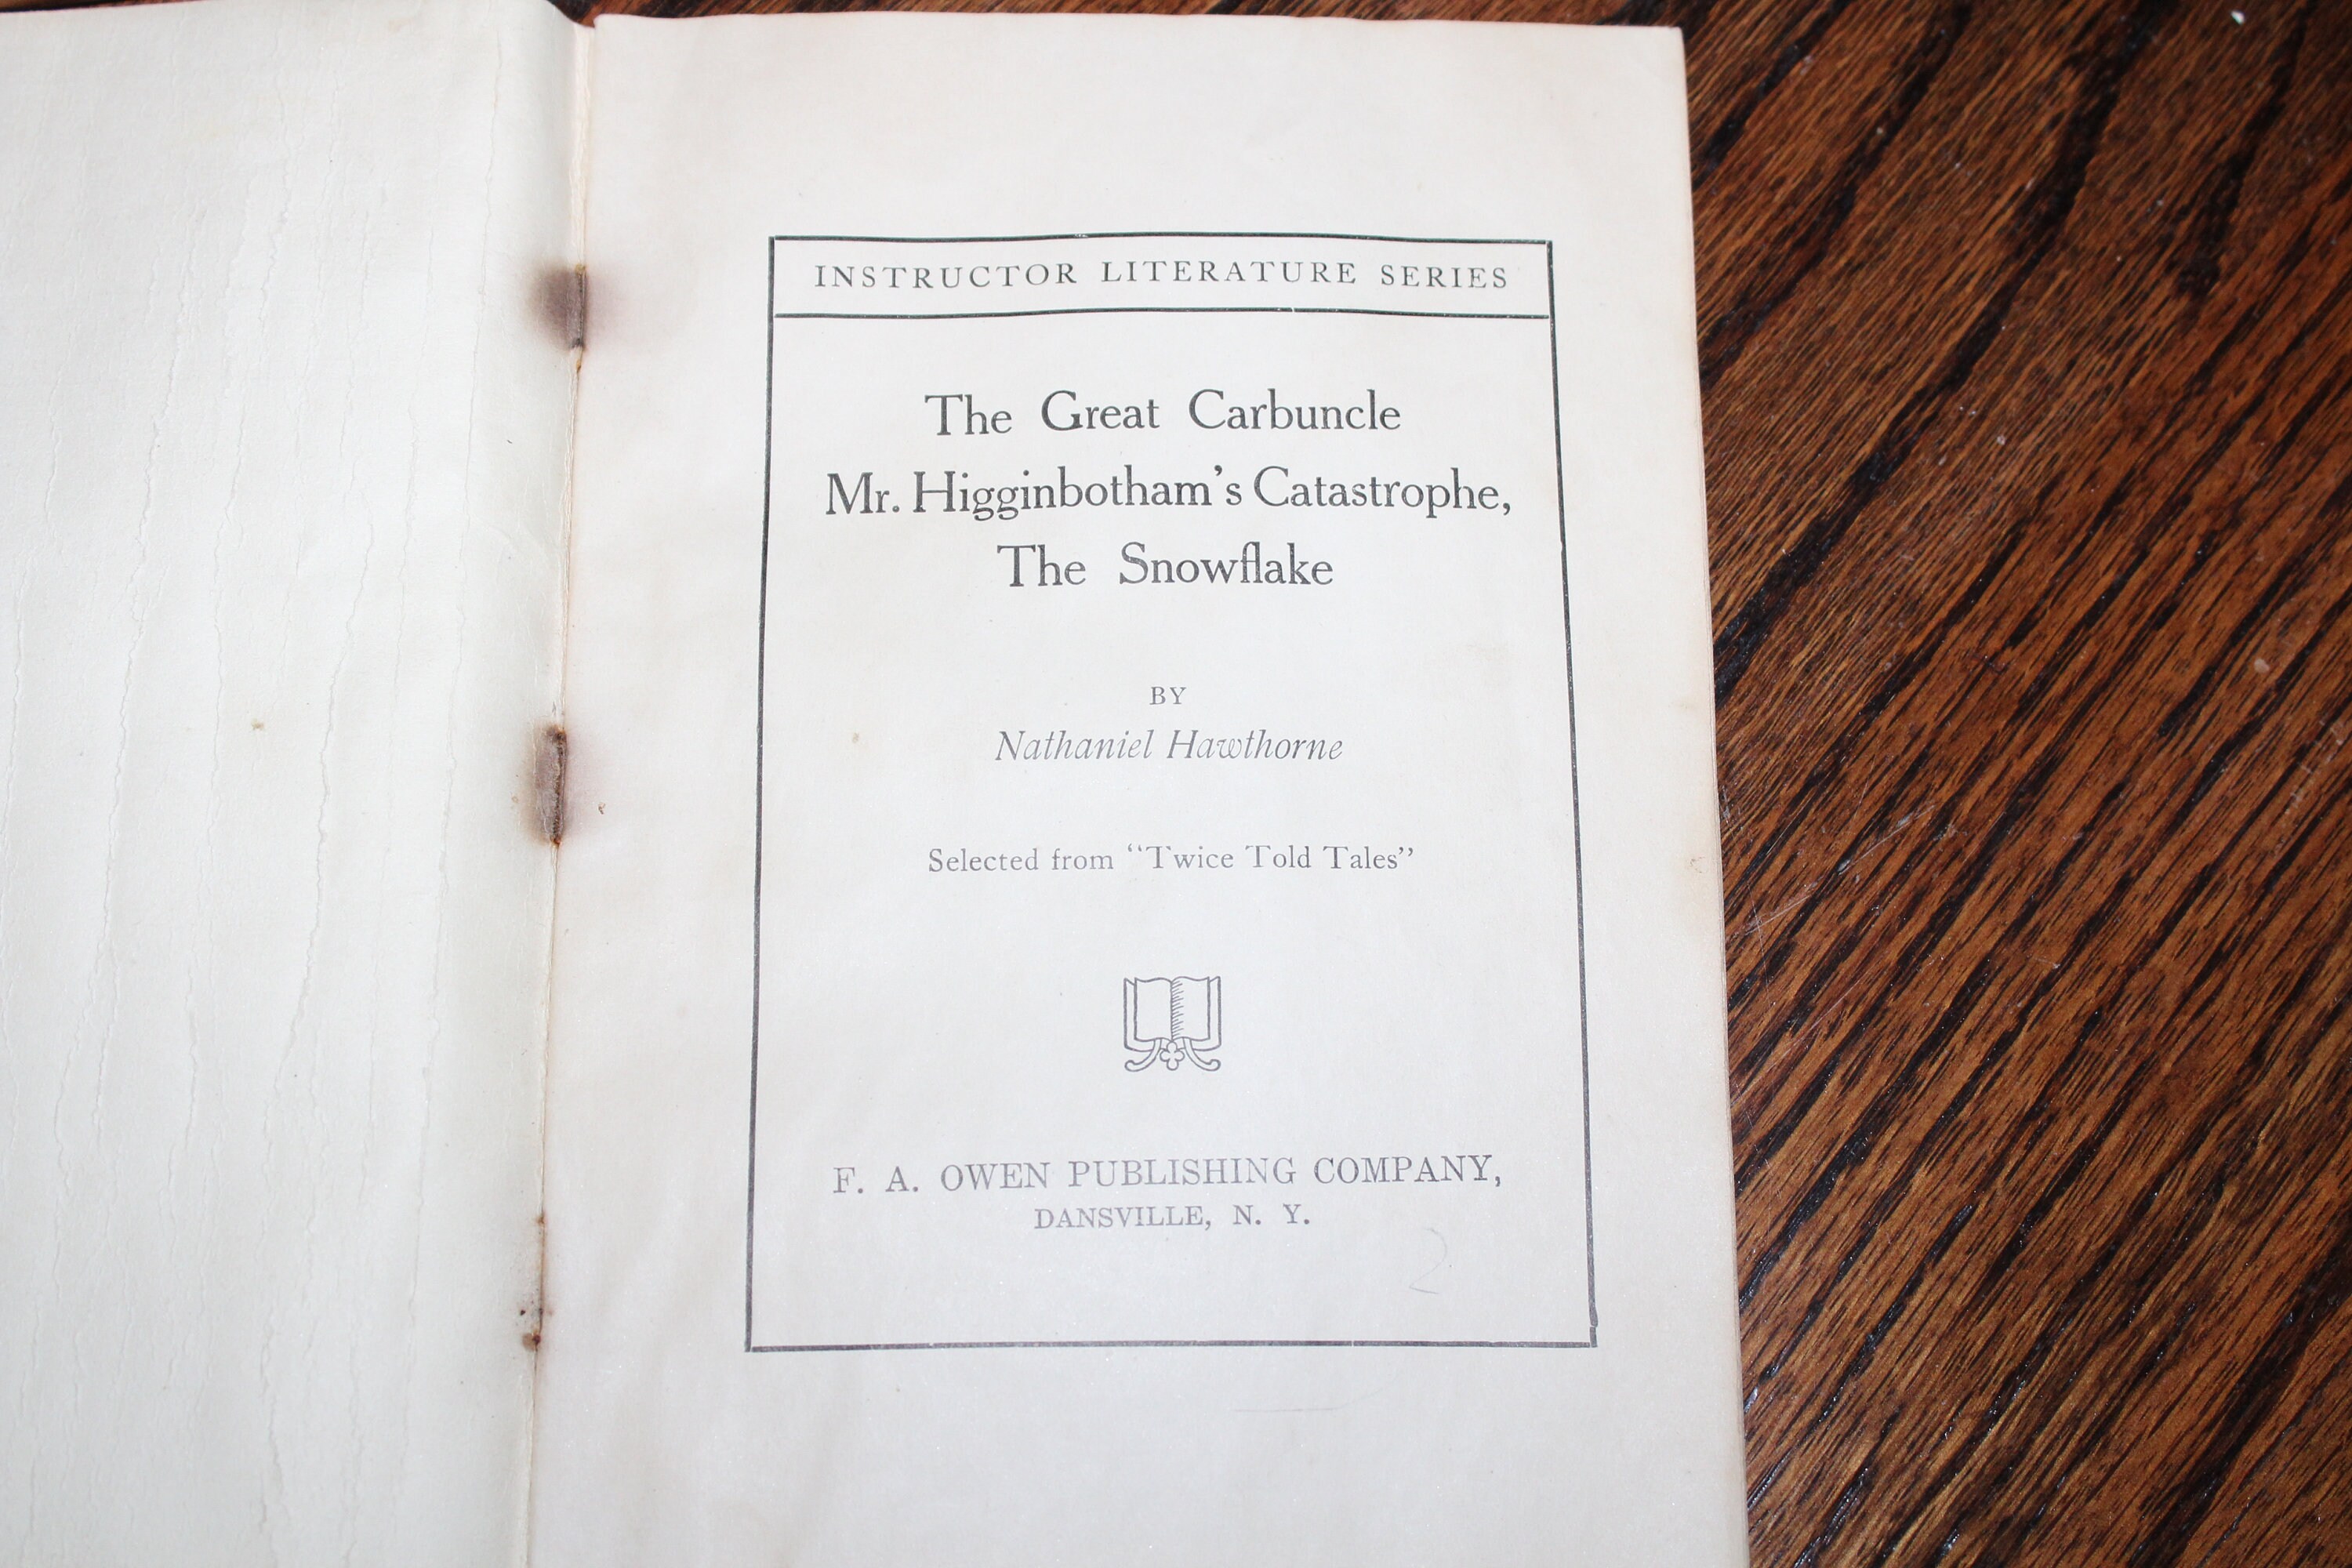 INSTRUCTOR LITERATURE SERIES
The Great Carbuncle
Mr. Higginbotham's Catastrophe,
The Snowflake
BY
Nathaniel Hawthorne
Selected from “Twice Told Tales”
F. A. OWEN PUBLISHING COMPANY,
DANSVILLE, N. Y.
2